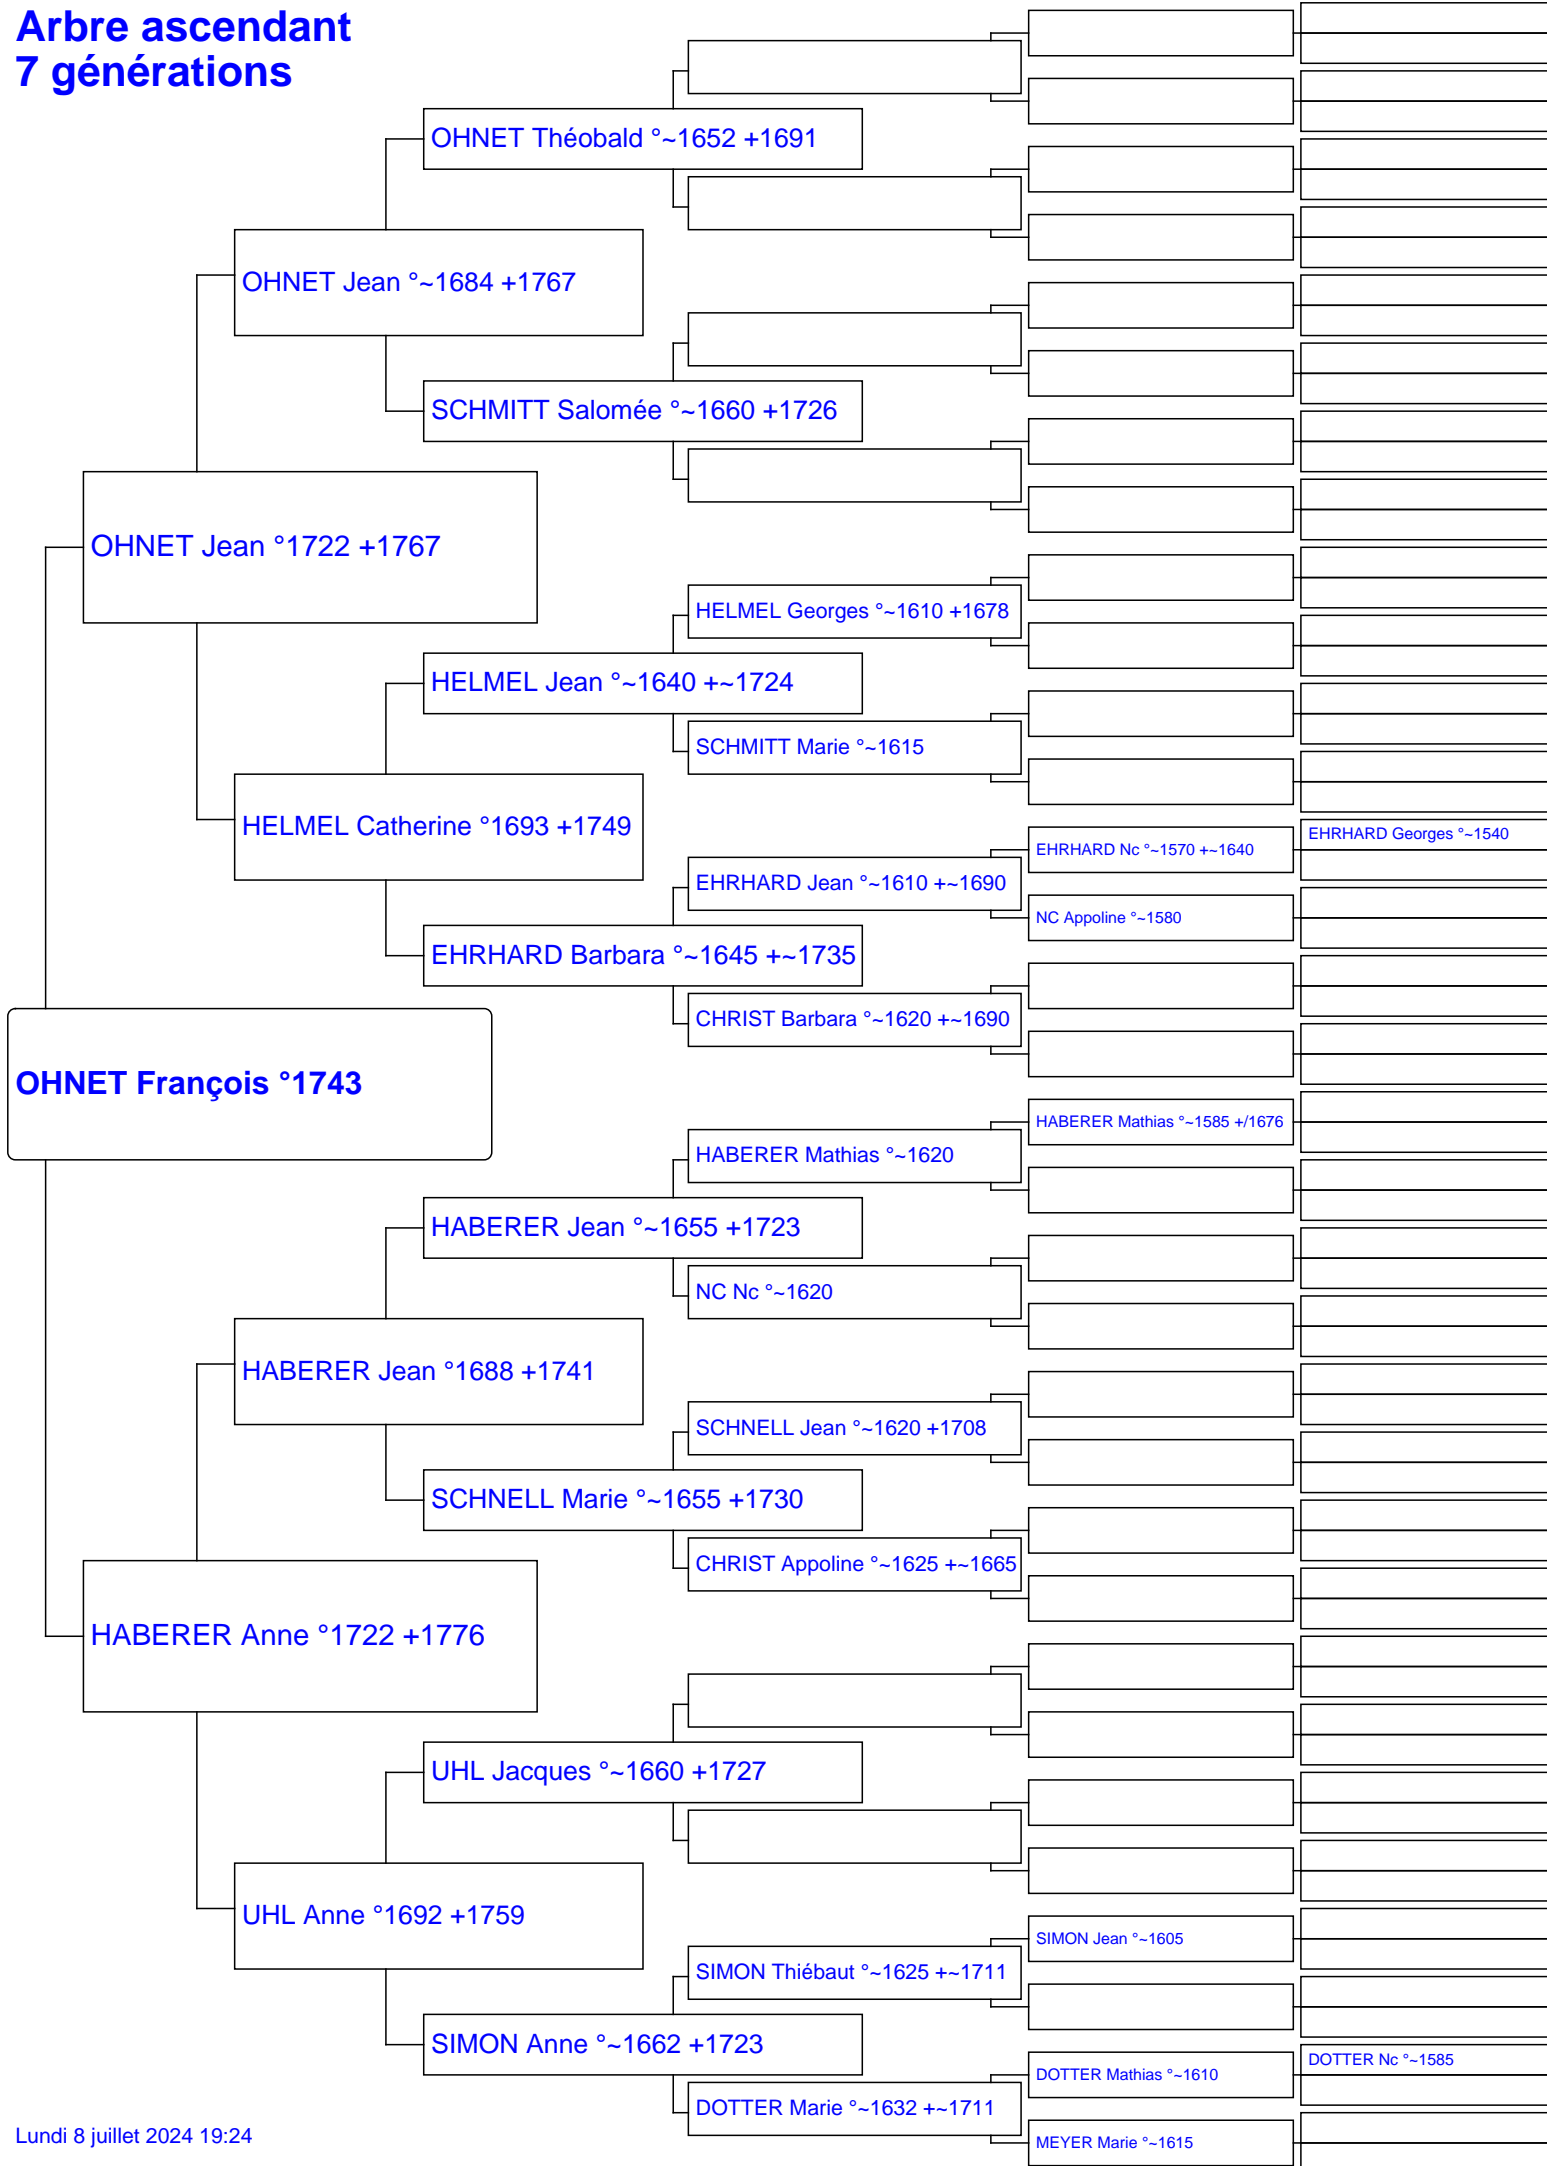 Arbre ascendant
7 générations
OHNET Théobald °~1652 +1691
OHNET Jean °~1684 +1767
SCHMITT Salomée °~1660 +1726
OHNET Jean °1722 +1767
HELMEL Georges °~1610 +1678
HELMEL Jean °~1640 +~1724
SCHMITT Marie °~1615
HELMEL Catherine °1693 +1749
EHRHARD Georges °~1540
EHRHARD Nc °~1570 +~1640
EHRHARD Jean °~1610 +~1690
NC Appoline °~1580
EHRHARD Barbara °~1645 +~1735
CHRIST Barbara °~1620 +~1690
OHNET François °1743
HABERER Mathias °~1585 +/1676
HABERER Mathias °~1620
HABERER Jean °~1655 +1723
NC Nc °~1620
HABERER Jean °1688 +1741
SCHNELL Jean °~1620 +1708
SCHNELL Marie °~1655 +1730
CHRIST Appoline °~1625 +~1665
HABERER Anne °1722 +1776
UHL Jacques °~1660 +1727
UHL Anne °1692 +1759
SIMON Jean °~1605
SIMON Thiébaut °~1625 +~1711
SIMON Anne °~1662 +1723
DOTTER Nc °~1585
DOTTER Mathias °~1610
DOTTER Marie °~1632 +~1711
MEYER Marie °~1615
Lundi 8 juillet 2024 19:24